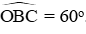 OBC = 60°.